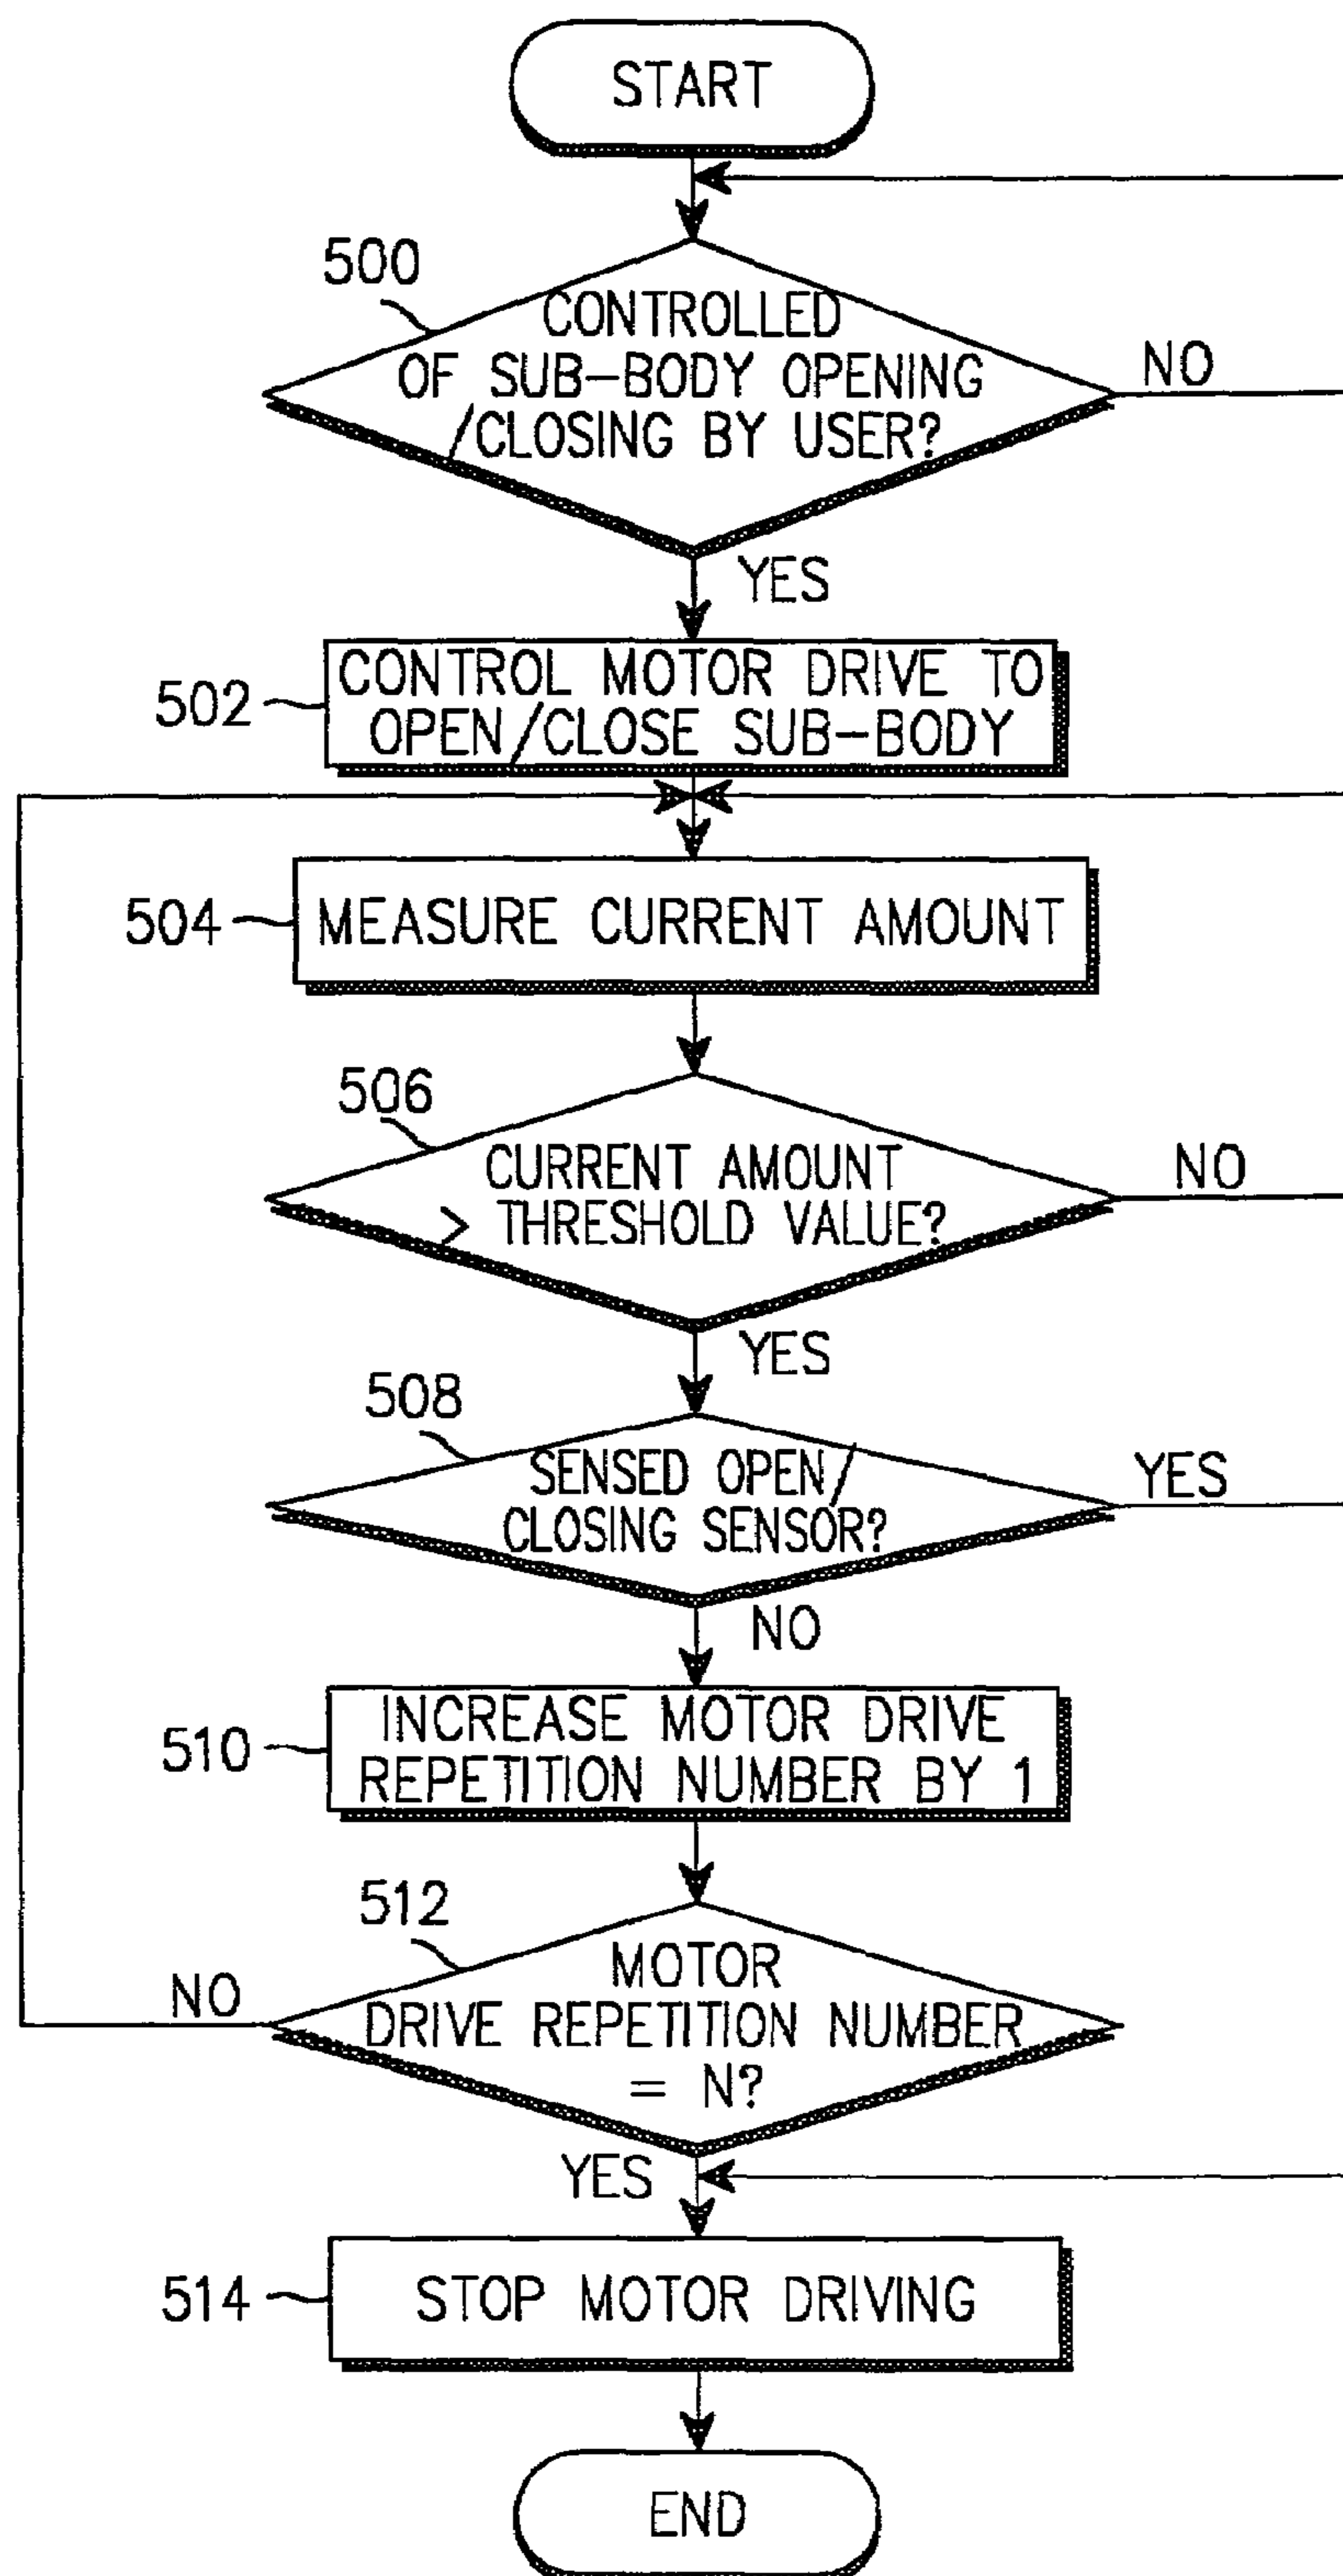 START
500
CONTROLLED
OF SUB-BODY OPENING
/CLOSING BY USER?
NO
YES
502
CONTROL MOTOR DRIVE TO
OPEN/CLOSE SUB-BODY
504
MEASURE CURRENT AMOUNT
506
CURRENT AMOUNT
> THRESHOLD VALUE?
NO
YES
508
SENSED OPEN/
CLOSING SENSOR?
YES
NO
510
INCREASE MOTOR DRIVE
REPETITION NUMBER BY 1
512
MOTOR
DRIVE REPETITION NUMBER
= N?
NO
YES
514
STOP MOTOR DRIVING
END